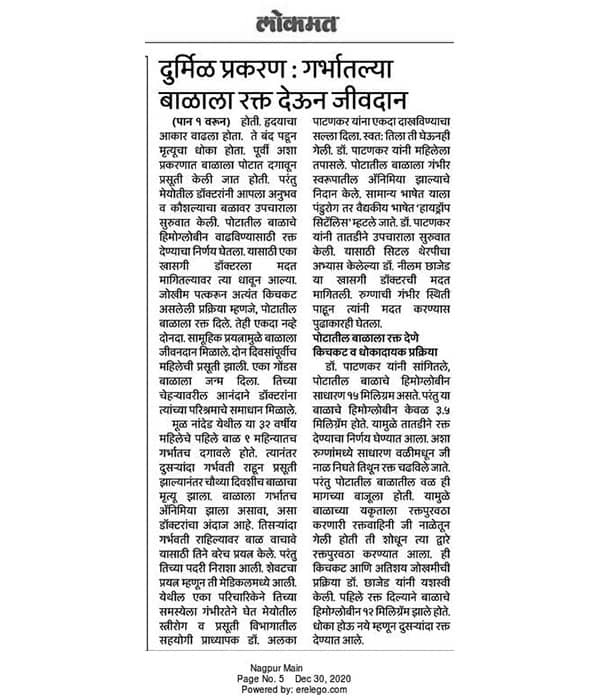 लोकमत
दुर्मिळ प्रकरण : गर्भातल्या
बाळाला रक्त देऊन जीवदान
(पान १ वरून) होती. हृदयाचा
आकार वाढला होता. ते बंद पडून
मृत्यूचा धोका होता. पूर्वी अशा
प्रकरणात बाळाला पोटात दगावून
प्रसूती केली जात होती. परंतु
मेयोतील डॉक्टरांनी आपला अनुभव
व कौशल्याचा बळावर उपचाराला
सुरुवात केली. पोटातील बाळाचे
हिमोग्लोबीन वाढविण्यासाठी रक्त
देण्याचा निर्णय घेतला. यासाठी एका
खासगी डॉक्टरला मदत
मागितल्यावर त्या धावून आल्या.
जोखीम पत्करून अत्यंत किचकट
असलेली प्रक्रिया म्हणजे, पोटातील
बाळाला रक्त दिले. तेही एकदा नव्हे
दोनदा. सामूहिक प्रयत्नामुळे बाळाला
जीवनदान मिळाले. दोन दिवसांपूर्वीच
महिलेची प्रसूती झाली. एका गोंडस
बाळाला जन्म दिला. तिच्या
चेहऱ्यावरील आनंदाने डॉक्टरांना
त्यांच्या परिश्रमाचे समाधान मिळाले.
मूळ नांदेड येथील या ३२ वर्षीय
महिलेचे पहिले बाळ ९ महिन्यातच
गर्भातच दगावले होते. त्यानंतर
दुसऱ्यांदा गर्भवती राहून प्रसूती
झाल्यानंतर चौथ्या दिवशीच बाळाचा
मृत्यू झाला. बाळाला गर्भातच
ॲनिमिया झाला असावा, असा
डॉक्टरांचा अंदाज आहे. तिसऱ्यांदा
गर्भवती राहिल्यावर बाळ वाचावे
यासाठी तिने बरेच प्रयत्न केले. परंतु
तिच्या पदरी निराशा आली. शेवटचा
प्रयत्न म्हणून ती मेडिकलमध्ये आली.
येथील एका परिचारिकेने तिच्या
समस्येला गंभीरतेने घेत मेयोतील
स्त्रीरोग व प्रसूती विभागातील
सहयोगी प्राध्यापक डॉ. अलका
पाटणकर यांना एकदा दाखविण्याचा
सल्ला दिला. स्वत: तिला ती घेऊनही
गेली. डॉ. पाटणकर यांनी महिलेला
तपासले. पोटातील बाळाला गंभीर
स्वरूपातील ॲनिमिया झाल्याचे
निदान केले. सामान्य भाषेत याला
पंडुरोग तर वैद्यकीय भाषेत ‘हायड्रॉप
सिटॅलिस’ म्हटले जाते. डॉ. पाटणकर
यांनी तातडीने उपचाराला सुरुवात
केली. यासाठी सिटल थेरपीचा
अभ्यास केलेल्या डॉ. नीलम छाजेड
या खासगी डॉक्टरची मदत
मागितली. रुग्णाची गंभीर स्थिती
पाहून त्यांनी मदत करण्यास
पुढाकारही घेतला.
पोटातील बाळाला रक्त देणे
किचकट व धोकादायक प्रक्रिया
डॉ. पाटणकर यांनी सांगितले,
पोटातील बाळाचे हिमोग्लोबीन
साधारण १५ मिलिग्रम असते. परंतु या
बाळाचे हिमोग्लोबीन केवळ ३.५
मिलिग्रॅम होते. यामुळे तातडीने रक्त
देण्याचा निर्णय घेण्यात आला. अशा
रुग्णांमध्ये साधारण वळीमधून जी
नाळ निघते तिथून रक्त चढविले जाते.
परंतु पोटातील बाळातील वळ ही
मागच्या बाजूला होती. यामुळे
बाळाच्या यकृताला रक्तपुरवठा
करणारी रक्तवाहिनी जी नाळेतून
गेली होती ती शोधून त्या द्वारे
रक्तपुरवठा करण्यात आला. ही
किचकट आणि अतिशय जोखमीची
प्रक्रिया डॉ. छाजेड यांनी यशस्वी
केली. पहिले रक्त दिल्याने बाळाचे
हिमोग्लोबीन १२ मिलिग्रॅम झाले होते.
धोका होऊ नये म्हणून दुसऱ्यांदा रक्त
देण्यात आले.
Nagpur Main
Page No. 5 Dec 30, 2020
Powered by: erelego.com